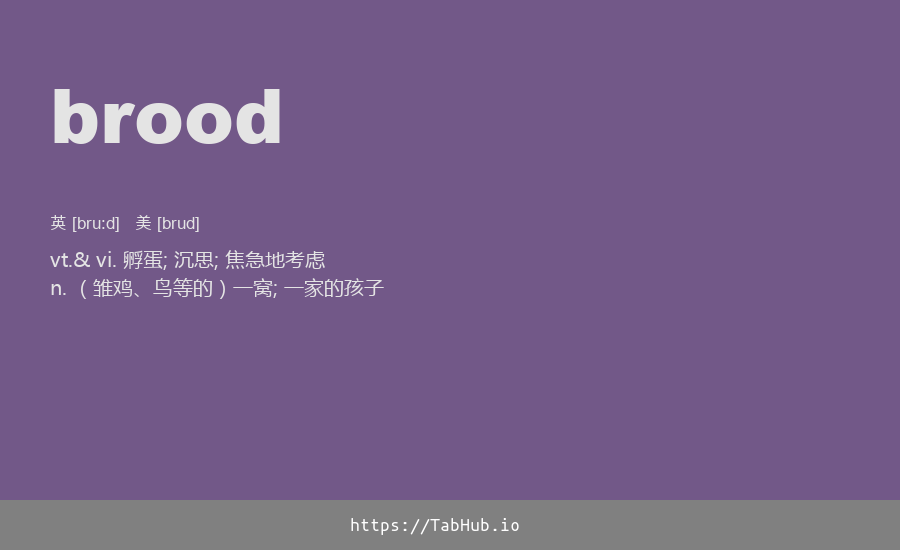 brood
英 [bru:d] 美 [brud]
vt.& vi. 孵蛋; 沉思; 焦急地考虑
n. （雏鸡、鸟等的）一窝; 一家的孩子
https://TabHub.io